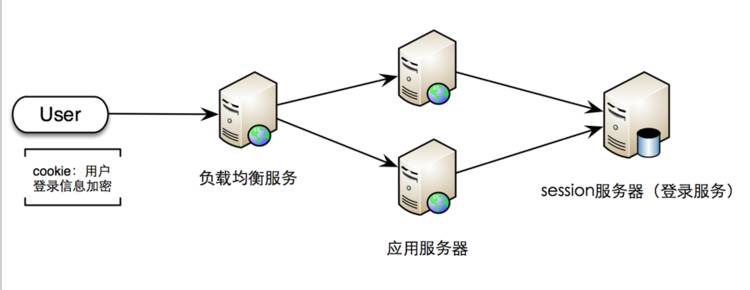 User
cookie：用户
登录信息加密
负载均衡服务
应用服务器
session服务器（登录服务）